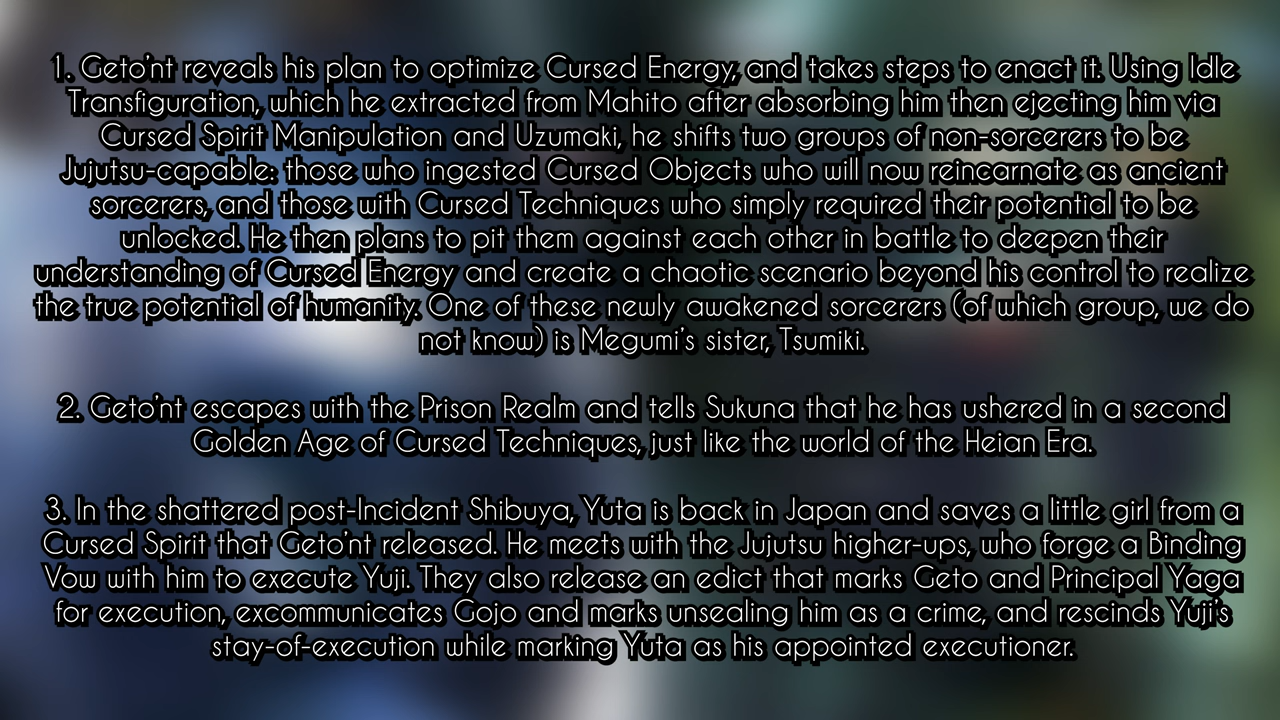 1. Geto'nt reveals his plan to optimize Cursed Energy, and takes steps to enact it. Using Idle
Transfiguration, which he extracted from Mahito after absorbing him then ejecting him via
Cursed Spirit Manipulation and Uzumaki, he shifts two groups of non-sorcerers to be
Jujutsu-capable: those who ingested Cursed Objects who will now reincarnate as ancient
sorcerers, and those with Cursed Techniques who simply required their potential to be
unlocked. He then plans to pit them against each other in battle to deepen their
understanding of Cursed Energy and create a chaotic scenario beyond his control to realize
the true potential of humanity. One of these newly awakened sorcerers (of which group, we do
not know) is Megumi's sister, Tsumiki.
2. Geto'nt escapes with the Prison Realm and tells Sukuna that he has ushered in a second
Golden Age of Cursed Techniques, just like the world of the Heian Era.
3. In the shattered post-Incident Shibuya, Yuta is back in Japan and saves a little girl from a
Cursed Spirit that Geto'nt released. He meets with the Jujutsu higher-ups, who forge a Binding
Vow with him to execute Yuji. They also release an edict that marks Geto and Principal Yaga
for execution, excommunicates Gojo and marks unsealing him as a crime, and rescinds Yuji's
stay-of-execution while marking Yuta as his appointed executioner.